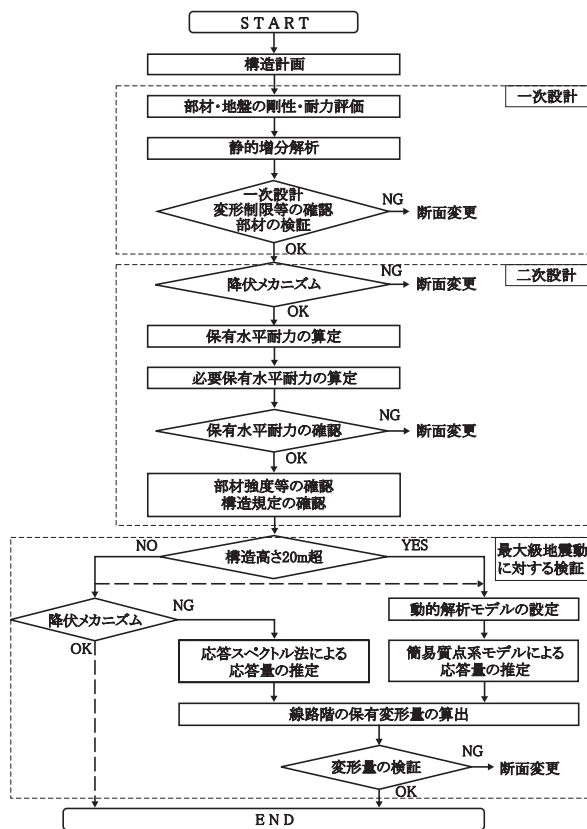 START
構造計画
一次設計
部材・地盤の剛性・耐力評価
静的増分解析
一次設計
変形制限等の確認
部材の検証
NG
断面変更
OK
二次設計
降伏メカニズム
NG
断面変更
OK
保有水平耐力の算定
必要保有水平耐力の算定
保有水平耐力の確認
NG
断面変更
OK
部材強度等の確認
構造規定の確認
最大級地震動
に対する検証
NO
構造高さ20m超
YES
降伏メカニズム
NG
OK
動的解析モデルの設定
応答スペクトル法による
応答量の推定
簡易質点系モデルによる
応答量の推定
線路階の保有変形量の算出
変形量の検証
NG
断面変更
OK
END